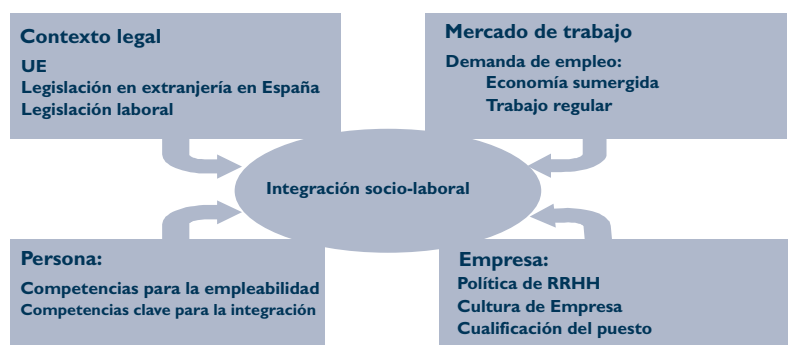 Contexto legal
UE
Legislación en extranjería en España
Legislación laboral
Mercado de trabajo
Demanda de empleo:
Economía sumergida
Trabajo regular
Integración socio-laboral
Persona:
Competencias para la empleabilidad
Competencias clave para la integración
Empresa:
Política de RRHH
Cultura de Empresa
Cualificación del puesto